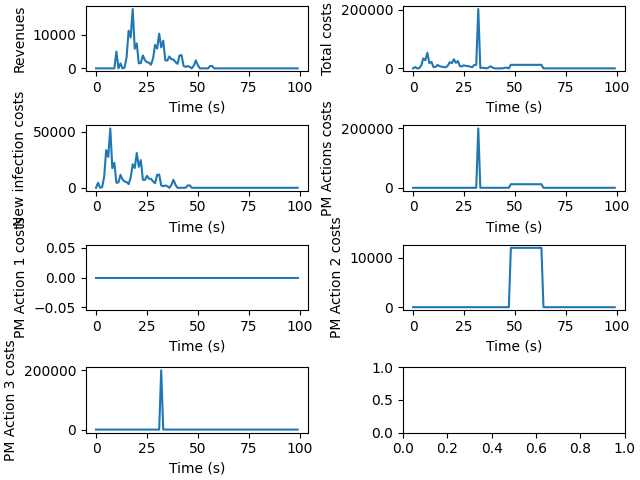 Revenues
10000
0
0 25 50 75 100
Time (s)
Total costs
200000
0
0 25 50 75 100
Time (s)
New infection costs
50000
0
0 25 50 75 100
Time (s)
PM Actions costs
200000
0
0 25 50 75 100
Time (s)
PM Action 1 costs
0.05
0.00
−0.05
0 25 50 75 100
Time (s)
PM Action 2 costs
10000
0
0 25 50 75 100
Time (s)
PM Action 3 costs
200000
0
0 25 50 75 100
Time (s)
1.0
0.5
0.0
0.0 0.2 0.4 0.6 0.8 1.0